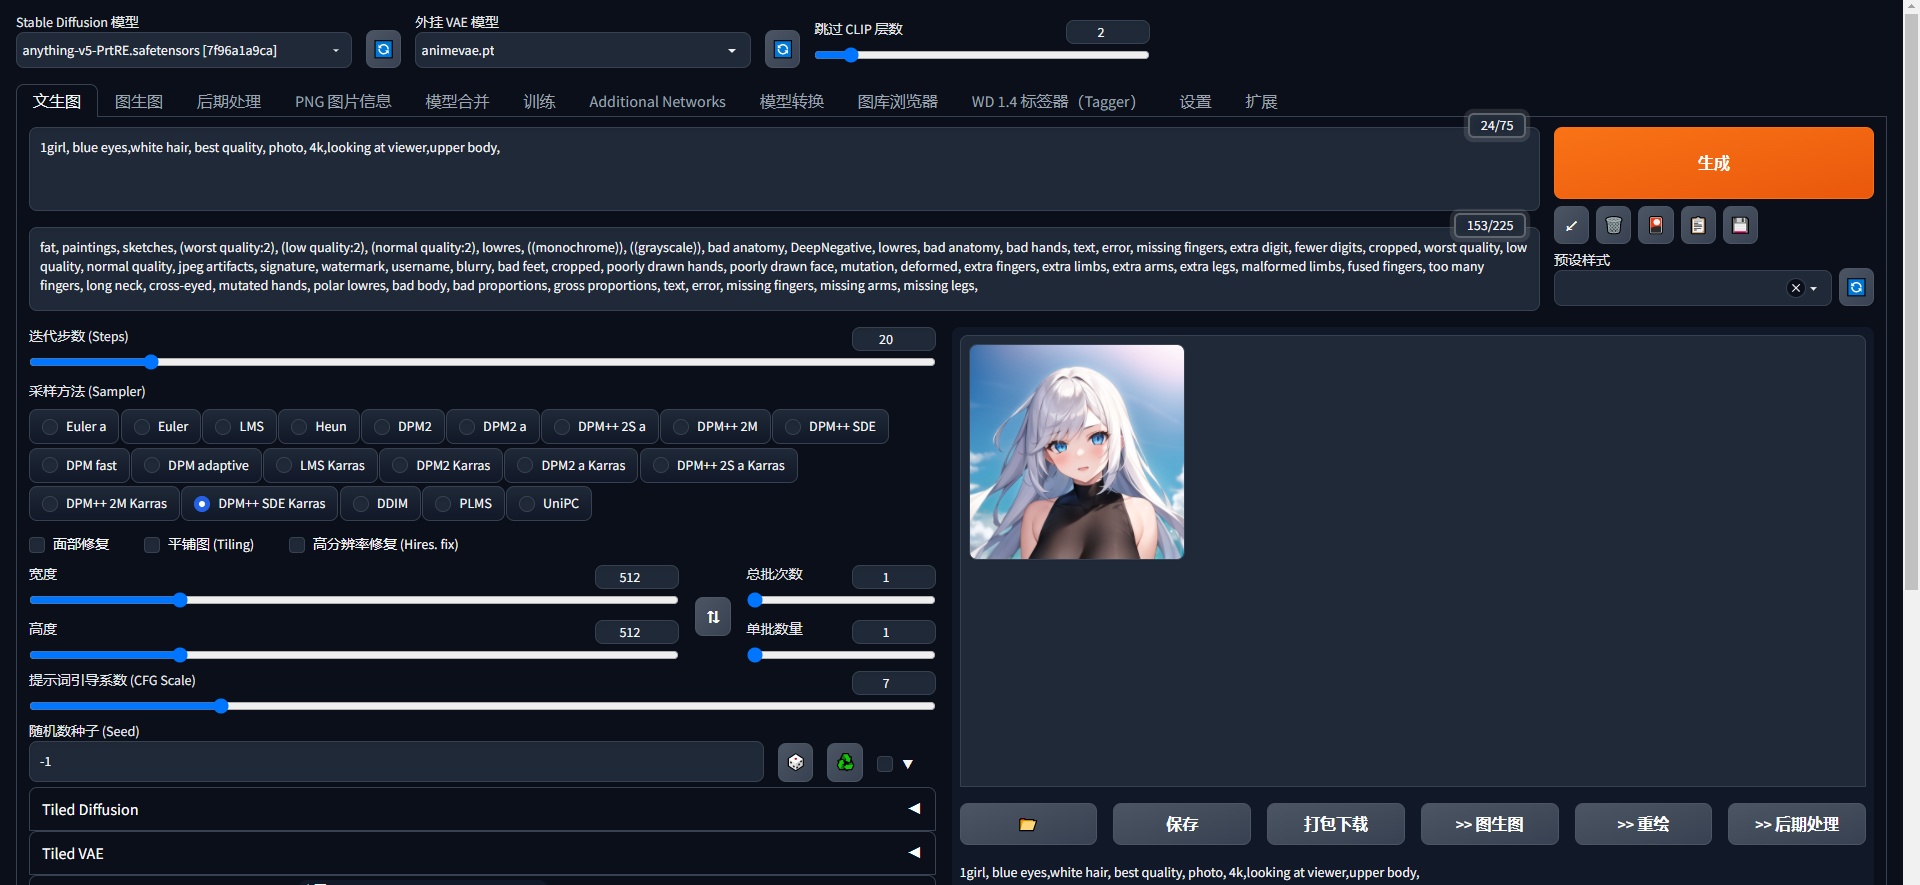 Stable Diffusion 模型
外挂 VAE 模型
跳过 CLIP 层数
2
anything-v5-PrtRE.safetensors [7f96a1a9ca]
animevae.pt
文生图
图生图
后期处理
PNG 图片信息
模型合并
训练
Additional Networks
模型转换
图库浏览器
WD 1.4 标签器（Tagger）
设置
扩展
24/75
1girl, blue eyes,white hair, best quality, photo, 4k,looking at viewer,upper body,
生成
153/225
fat, paintings, sketches, (worst quality:2), (low quality:2), (normal quality:2), lowres, ((monochrome)), ((grayscale)), bad anatomy, DeepNegative, lowres, bad anatomy, bad hands, text, error, missing fingers, extra digit, fewer digits, cropped, worst quality, low
quality, normal quality, jpeg artifacts, signature, watermark, username, blurry, bad feet, cropped, poorly drawn hands, poorly drawn face, mutation, deformed, extra fingers, extra limbs, extra arms, extra legs, malformed limbs, fused fingers, too many
fingers, long neck, cross-eyed, mutated hands, polar lowres, bad body, bad proportions, gross proportions, text, error, missing fingers, missing arms, missing legs,
预设样式
迭代步数 (Steps)
20
采样方法 (Sampler)
Euler a
Euler
LMS
Heun
DPM2
DPM2 a
DPM++ 2S a
DPM++ 2M
DPM++ SDE
DPM fast
DPM adaptive
LMS Karras
DPM2 Karras
DPM2 a Karras
DPM++ 2S a Karras
DPM++ 2M Karras
DPM++ SDE Karras
DDIM
PLMS
UniPC
面部修复
平铺图 (Tiling)
高分辨率修复 (Hires. fix)
宽度
512
总批次数
1
高度
512
单批数量
1
提示词引导系数 (CFG Scale)
7
随机数种子 (Seed)
-1
Tiled Diffusion
Tiled VAE
保存
打包下载
>> 图生图
>> 重绘
>> 后期处理
1girl, blue eyes,white hair, best quality, photo, 4k,looking at viewer,upper body,